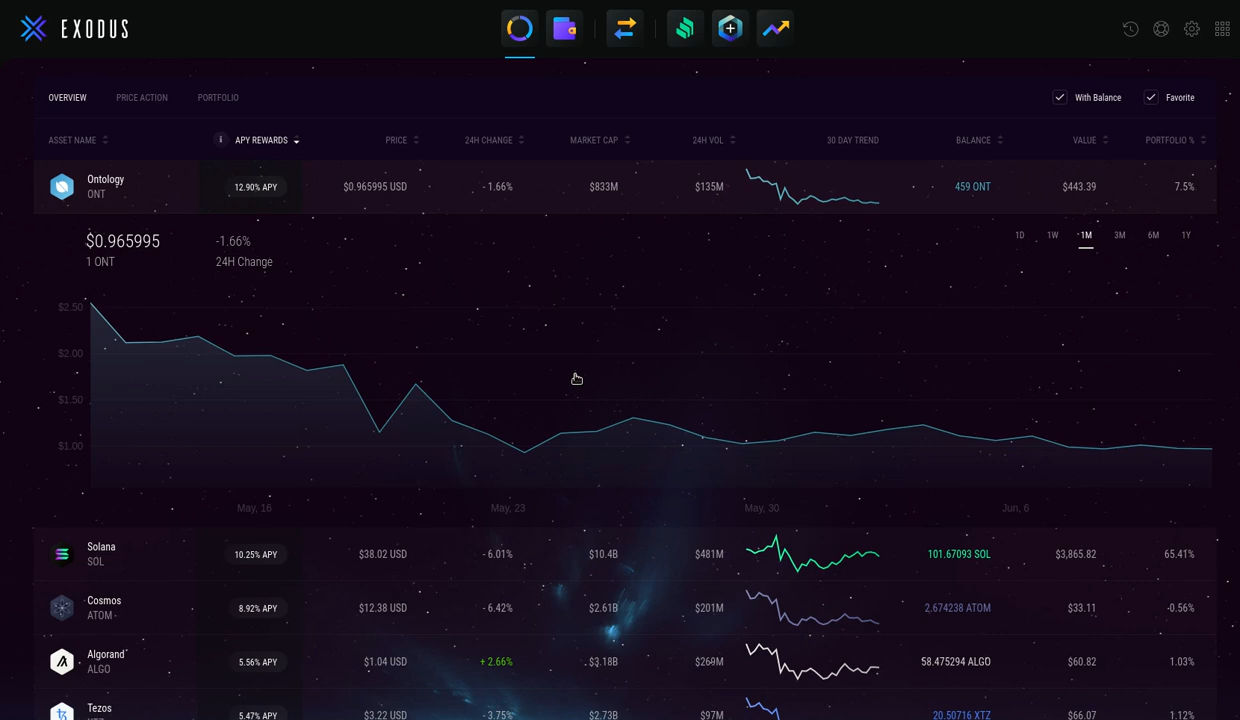 EXODUS
OVERVIEW PRICE ACTION PORTFOLIO With Balance Favorite
ASSET NAME i APY REWARDS PRICE 24H CHANGE MARKET CAP 24H VOL 30 DAY TREND BALANCE VALUE PORTFOLIO %
Ontology
ONT
12.90% APY $0.965995 USD - 1.66% $833M $135M 459 ONT $443.39 7.5%
$0.965995 -1.66% 1D 1W 1M 3M 6M 1Y
1 ONT 24H Change
$2.50
$2.00
$1.50
$1.00
May, 16 May, 23 May, 30 Jun, 6
Solana
SOL
10.25% APY $38.02 USD - 6.01% $10.4B $481M 101.67093 SOL $3,865.82 65.41%
Cosmos
ATOM
8.92% APY $12.38 USD - 6.42% $2.61B $201M 2.674238 ATOM $33.11 -0.56%
Algorand
ALGO
5.56% APY $1.04 USD + 2.66% $3.18B $269M 58.475294 ALGO $60.82 1.03%
Tezos
5.47% APY $3.22 USD - 3.75% $2.73B $97M 20.50716 XTZ $66.07 1.12%